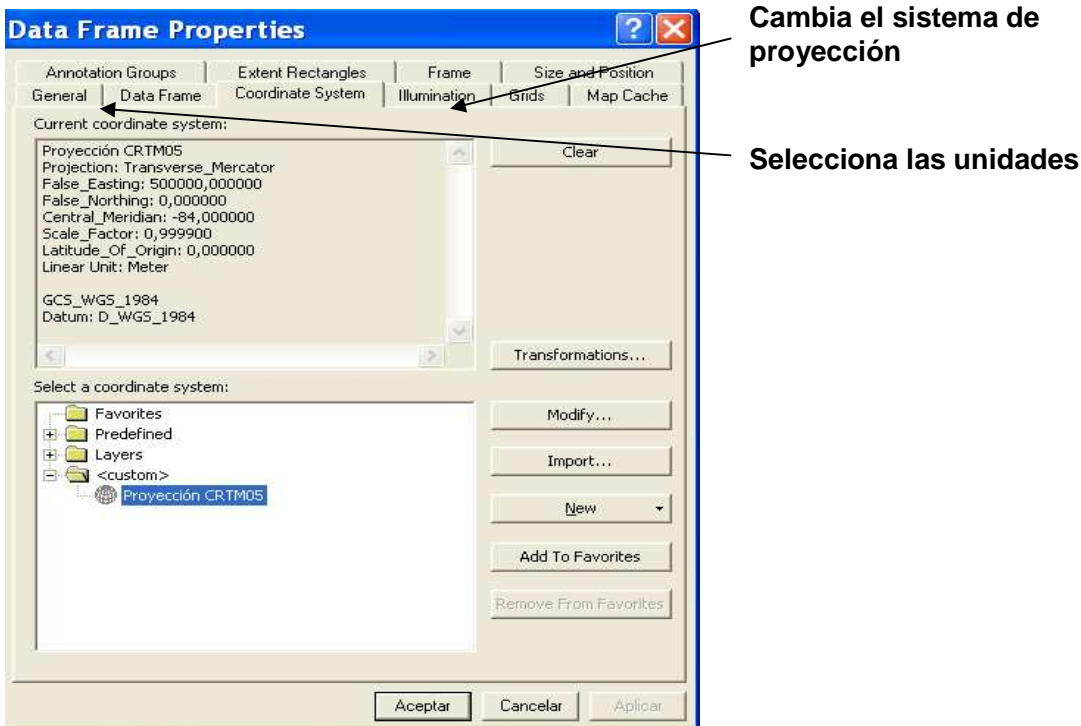 Data Frame Properties
Cambia el sistema de
proyección
Annotation Groups
Extent Rectangles
Frame
Size and Position
General
Data Frame
Coordinate System
Illumination
Grids
Map Cache
Current coordinate system:
Proyección CRTM05
Projection: Transverse_Mercator
False_Easting: 500000,000000
False_Northing: 0,000000
Central_Meridian: -84,000000
Scale_Factor: 0,999900
Latitude_Of_Origin: 0,000000
Linear Unit: Meter
GCS_WGS_1984
Datum: D_WGS_1984
Clear
Selecciona las unidades
Transformations...
Select a coordinate system:
Favorites
Predefined
Layers
<custom>
Proyección CRTM05
Modify...
Import...
New
Add To Favorites
Remove From Favorites
Aceptar
Cancelar
Aplicar